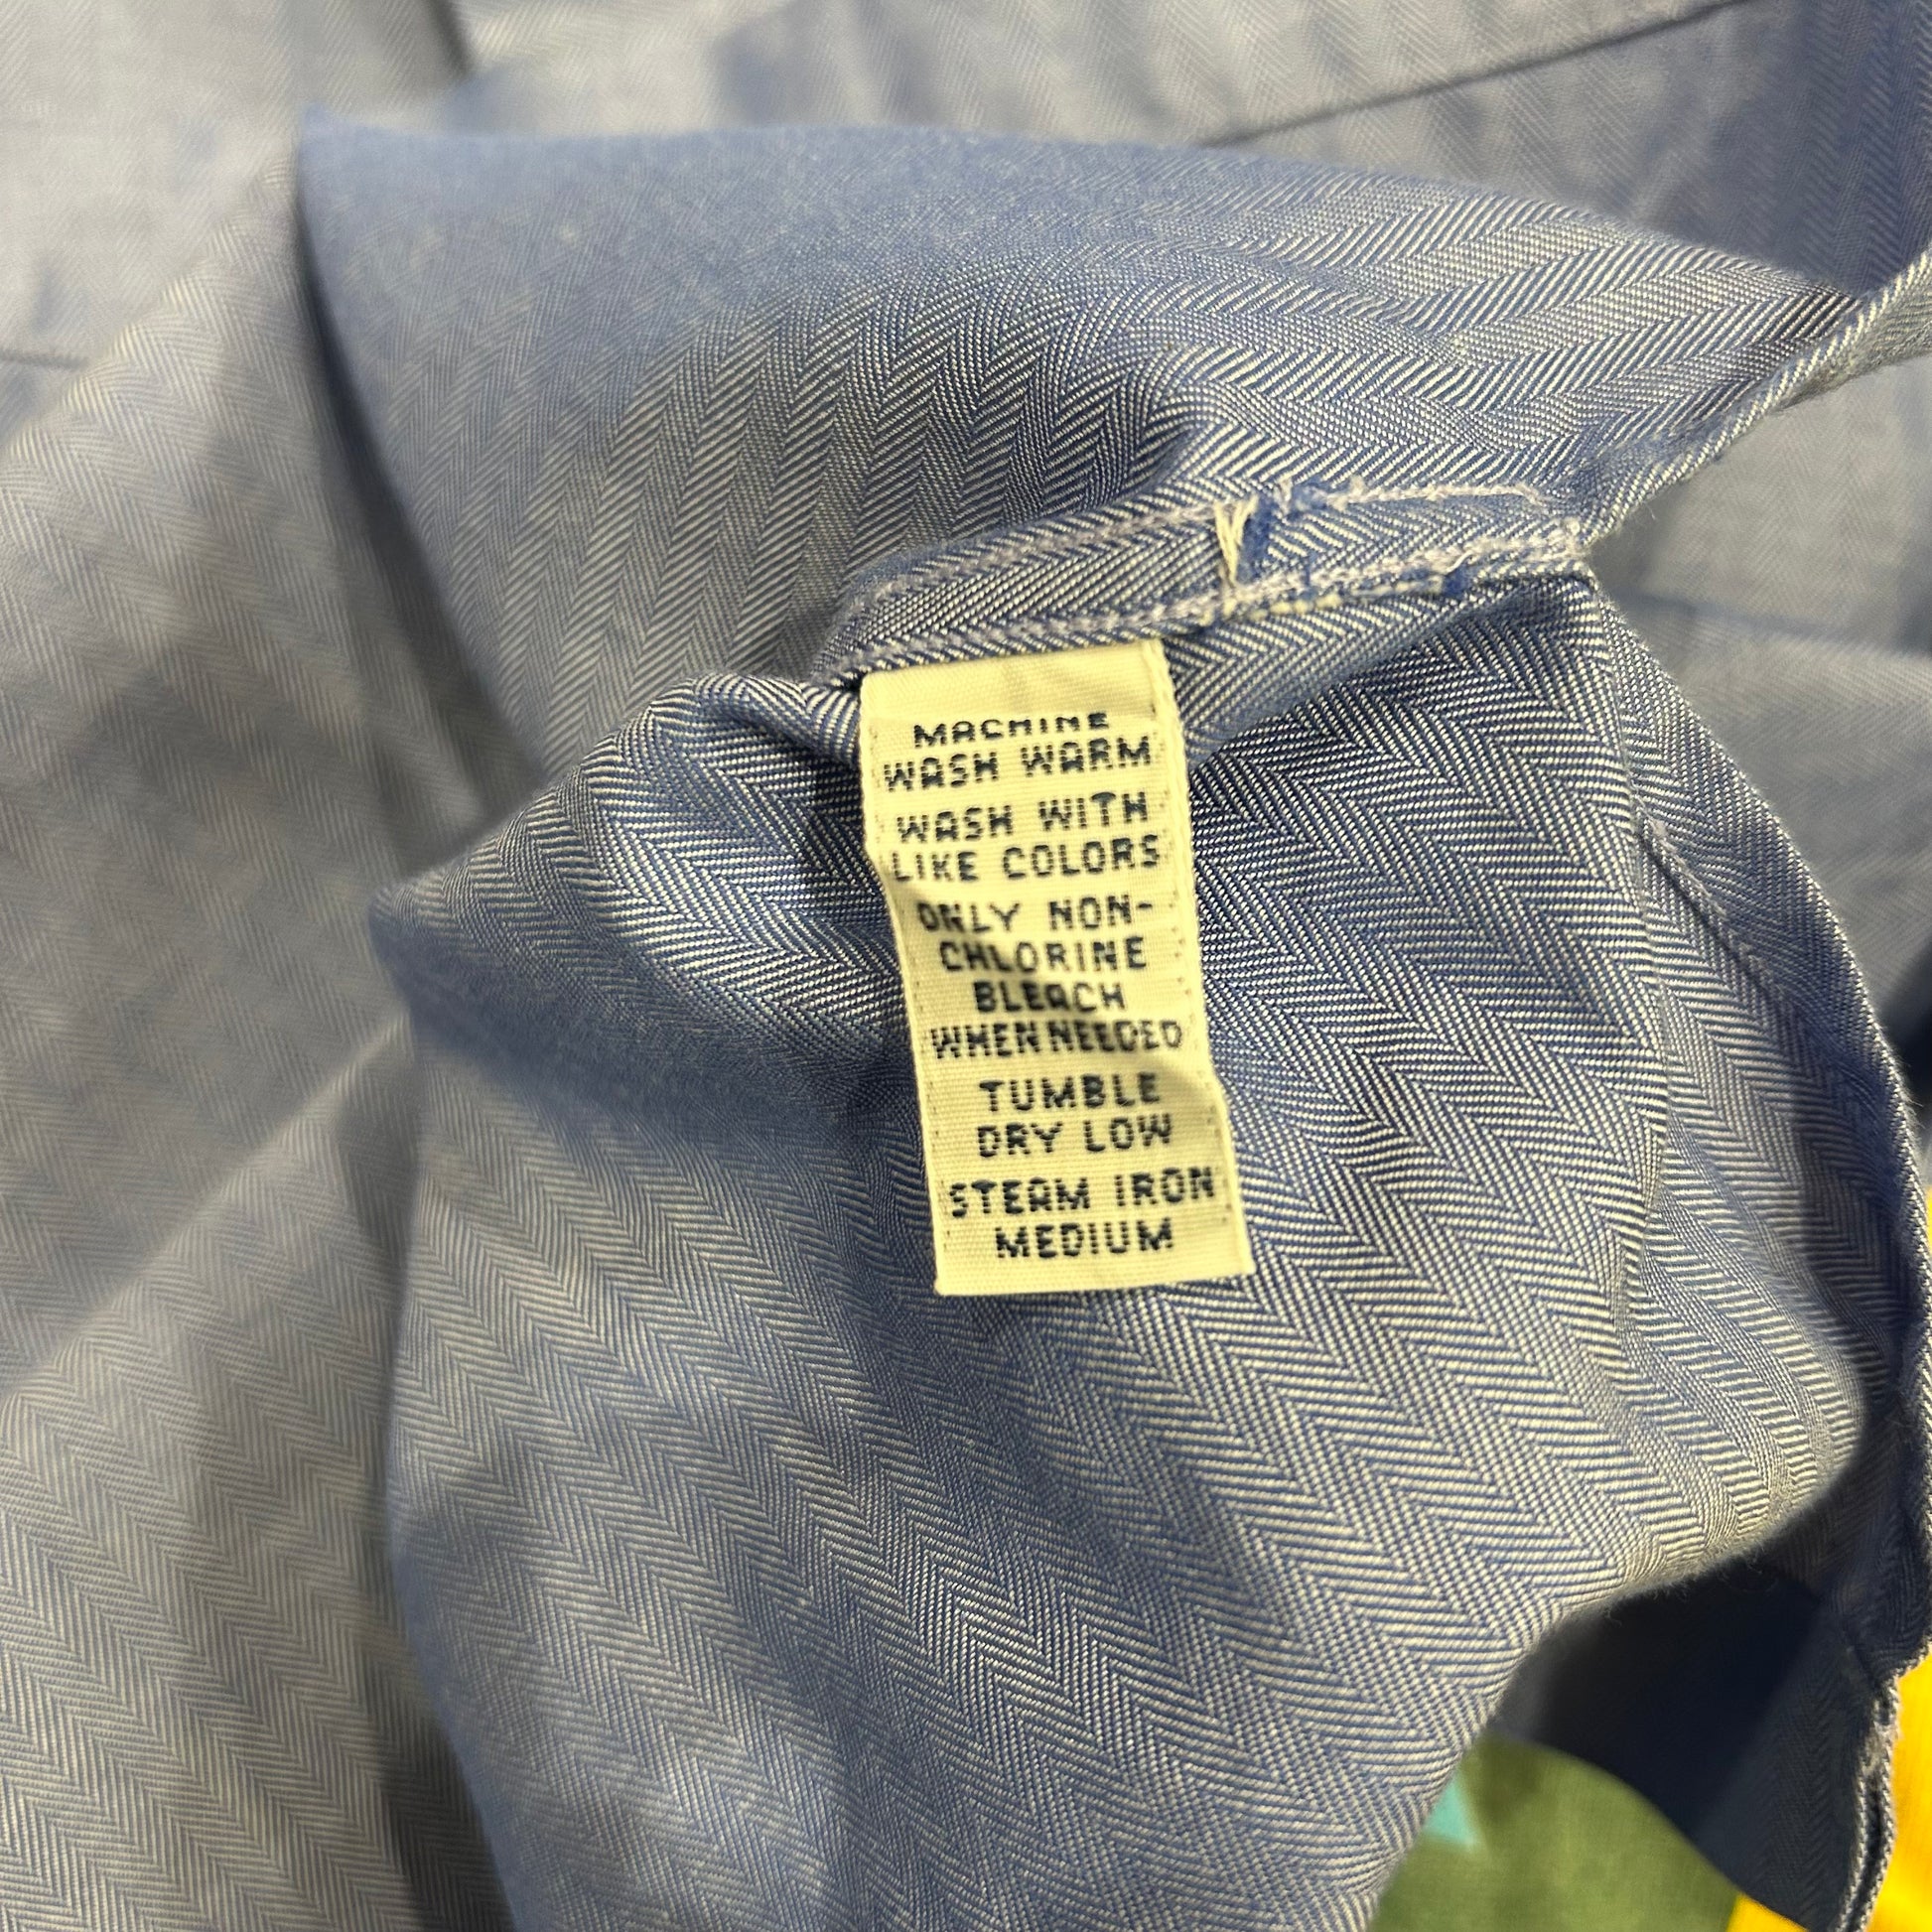 MACHINE
WASH WARM
WASH WITH
LIKE COLORS
ONLY NON-
CHLORINE
BLEACH
WHEN NEEDED
TUMBLE
DRY LOW
STEAM IRON
MEDIUM